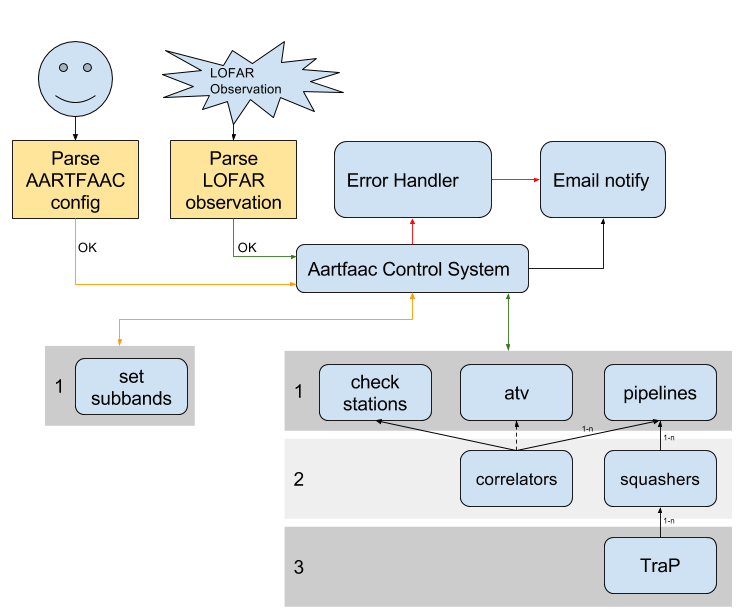 LOFAR
Observation
Parse
AARTFAAC
config
Parse
LOFAR
observation
Error Handler
Email notify
OK
OK
Aartfaac Control System
1
set
subbands
1
check
stations
atv
pipelines
1-n
1-n
2
correlators
squashers
1-n
3
TraP